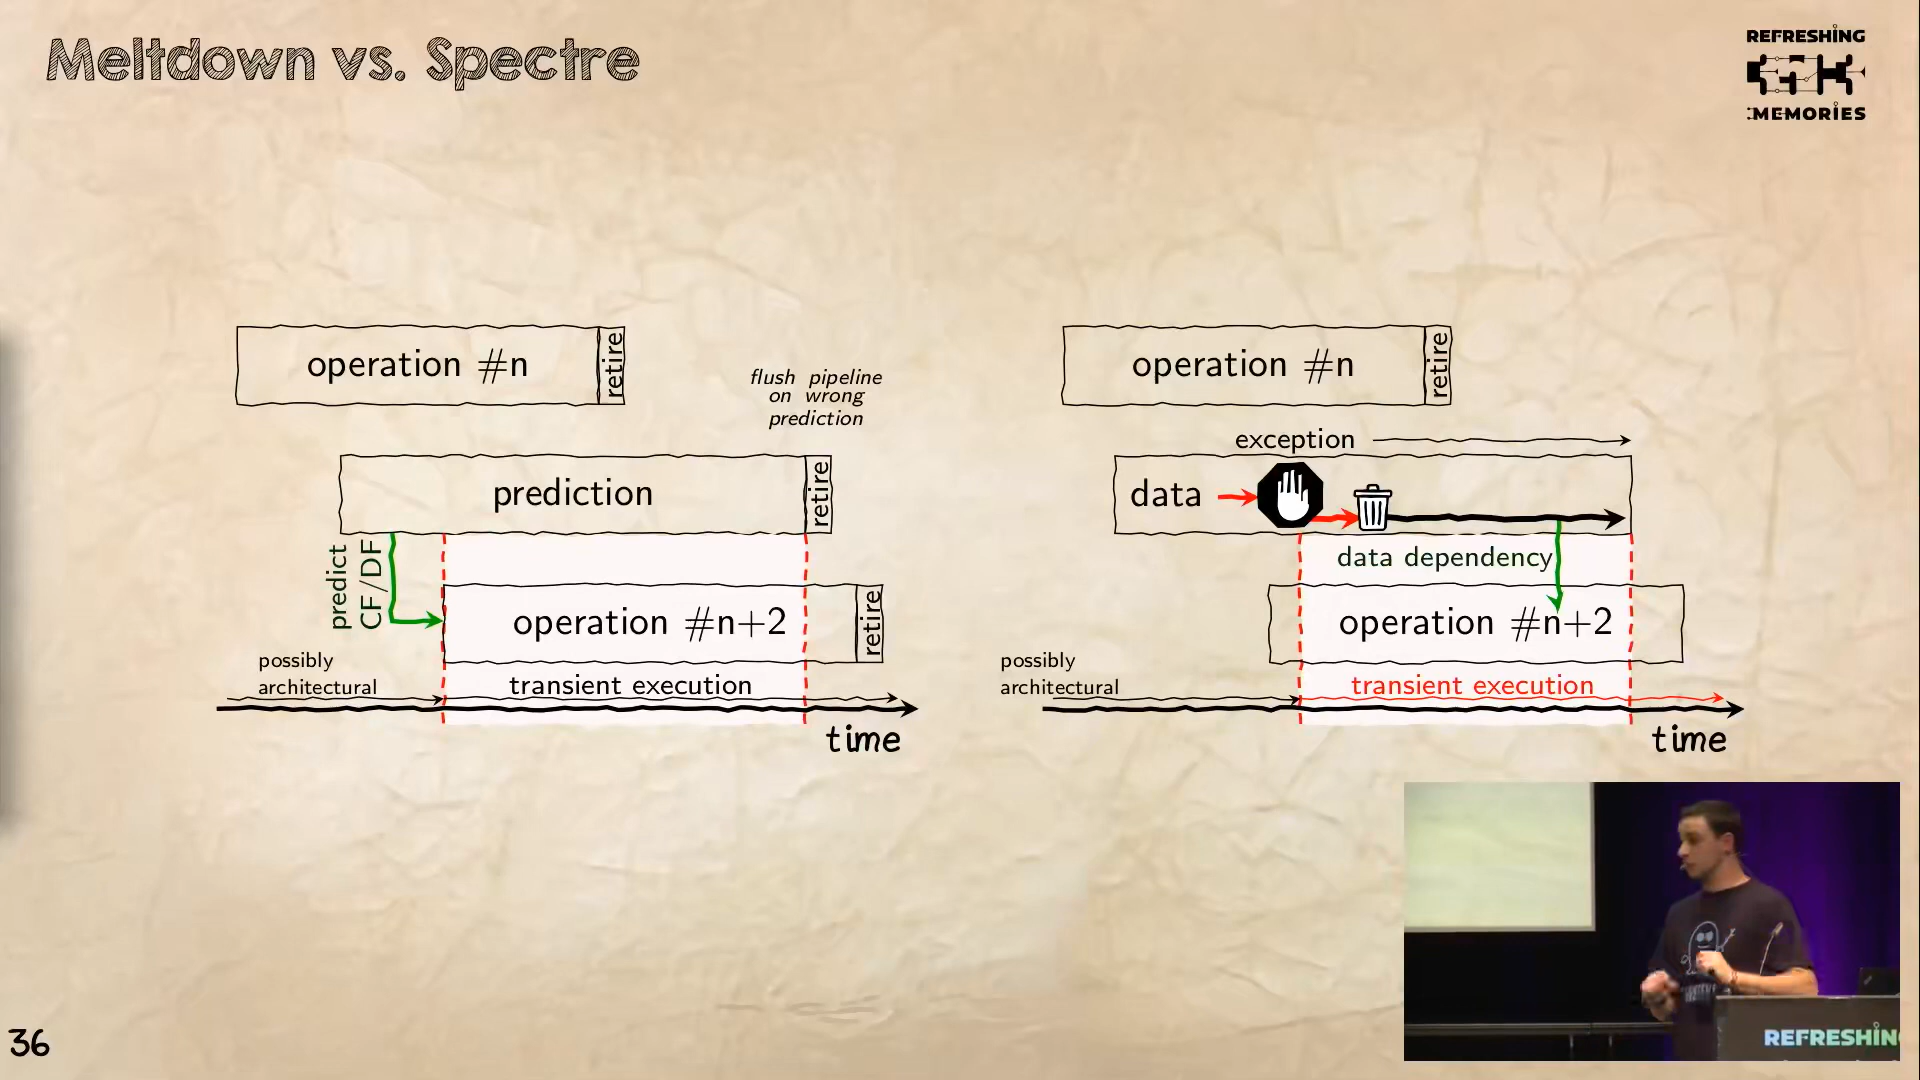 Meltdown vs. Spectre
REFRESHING
MEMORIES
operation #n
retire
flush pipeline
on wrong
prediction
prediction
retire
predict
CF/DF
operation #n+2
retire
possibly
architectural
transient execution
time
operation #n
retire
exception
data
data dependency
operation #n+2
possibly
architectural
transient execution
time
36
REFRESHIN